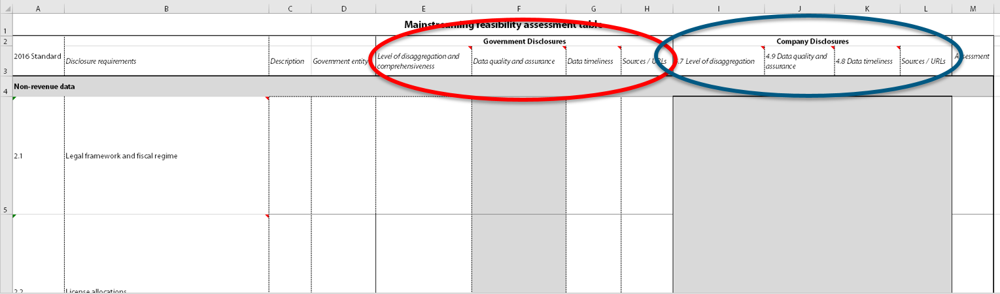 A B C D E F G H I J K L M
1 Mainstreaming feasibility assessment table
2 Government Disclosures Company Disclosures
2016 Standard Disclosure requirements Description Government entity Level of disaggregation and comprehensiveness Data quality and assurance Data timeliness Sources / URLs .7 Level of disaggregation 4.9 Data quality and assurance 4.8 Data timeliness Sources / URLs Assessment
3
Non-revenue data
4
2.1 Legal framework and fiscal regime
5
2.2 License allocations